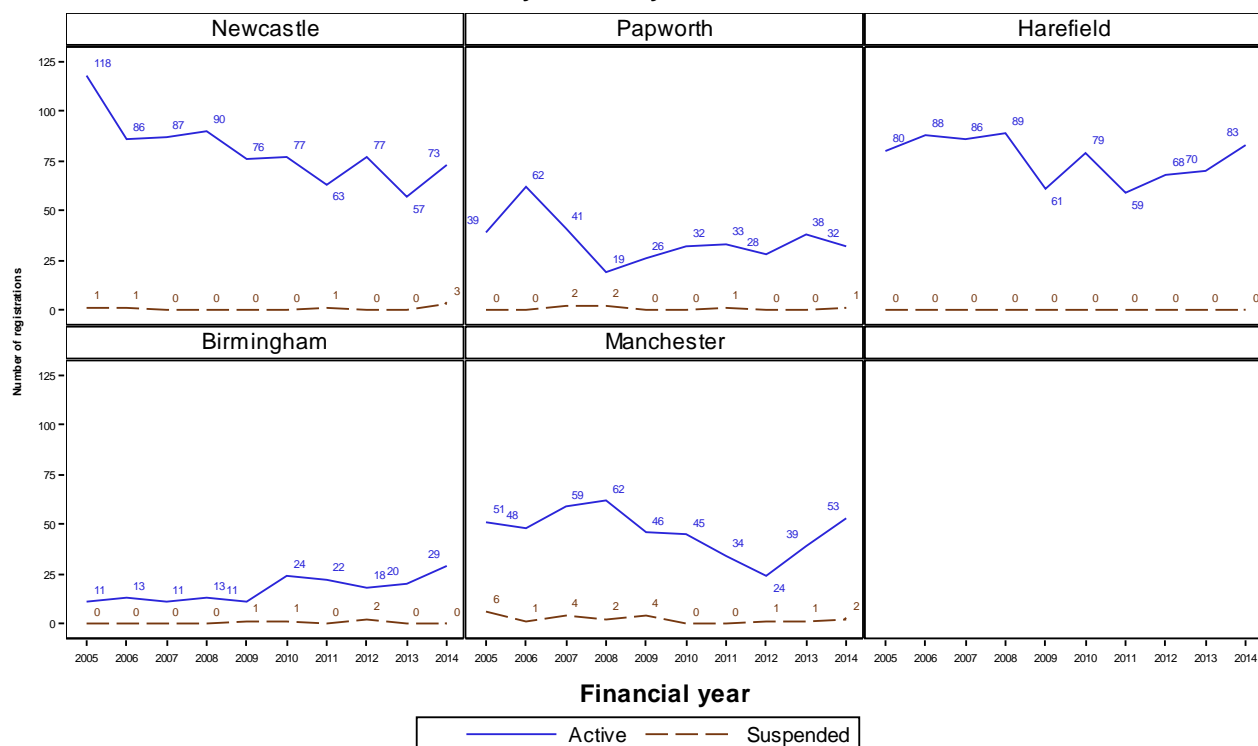 Newcastle Papworth Harefield
125
100
75
50
25
0
118 86 87 90 76 77 63 77 57 73
1 1 0 0 0 0 1 0 0 3
39 62 41 19 26 32 33 28 38 32
0 0 2 2 0 0 1 0 0 1
80 88 86 89 61 79 59 68 70 83
0 0 0 0 0 0 0 0 0 0
Number of registrations
Birmingham Manchester
125
100
75
50
25
0
11 13 11 13 11 24 22 18 20 29
0 0 0 0 1 1 0 2 0 0
51 48 59 62 46 45 34 24 39 53
6 1 4 2 4 0 0 1 1 2
2005 2006 2007 2008 2009 2010 2011 2012 2013 2014 2005 2006 2007 2008 2009 2010 2011 2012 2013 2014 2005 2006 2007 2008 2009 2010 2011 2012 2013 2014
Financial year
Active Suspended